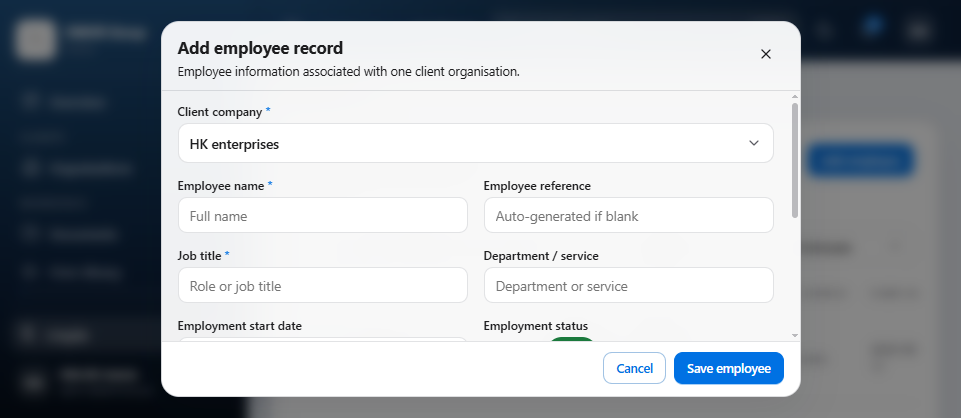 Add employee record
Employee information associated with one client organisation.
Client company *
HK enterprises
Employee name *
Employee reference
Full name
Auto-generated if blank
Job title *
Department / service
Role or job title
Department or service
Employment start date
Employment status
Cancel
Save employee